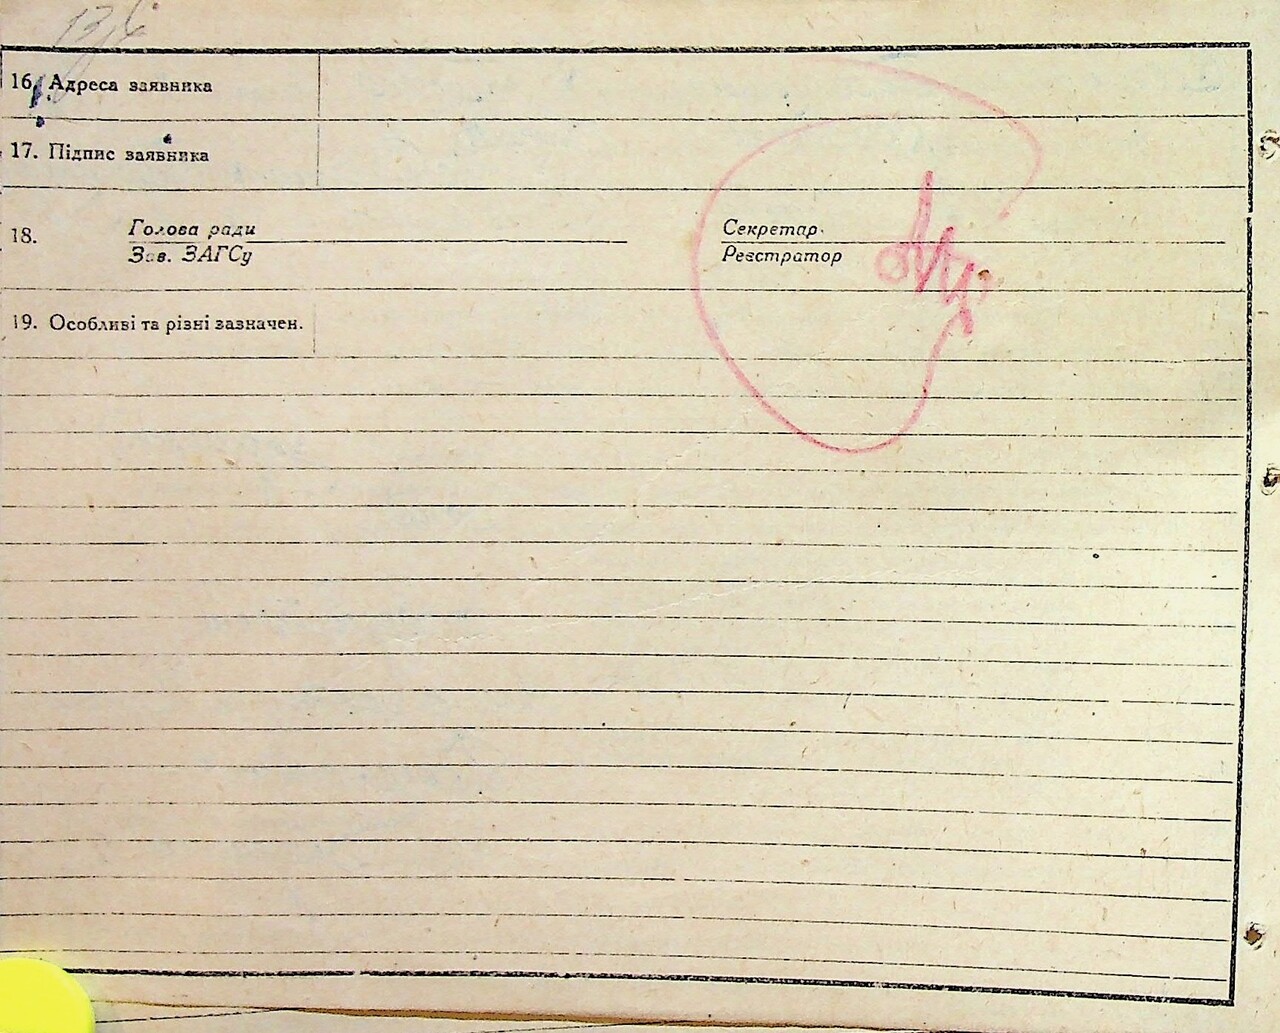 16. Адреса заявника
17. Підпис заявника
18. Голова ради Секретар
Зав. ЗАГСу Реєстратор
19. Особливі та різні зазначен.